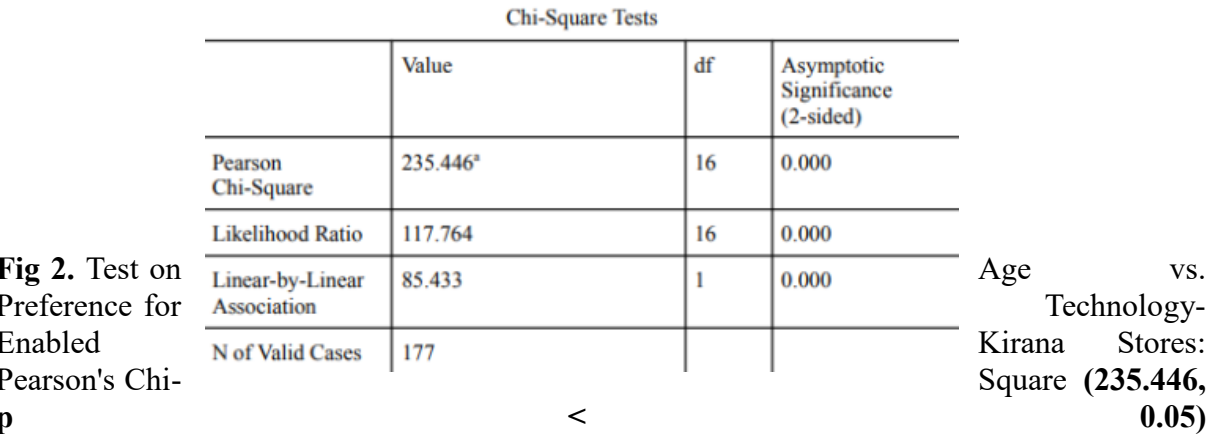 Chi-Square Tests
Value df Asymptotic
Significance
(2-sided)
Pearson 235.446ᵃ 16 0.000
Chi-Square
Likelihood Ratio 117.764 16 0.000
Linear-by-Linear 85.433 1 0.000
Association
N of Valid Cases 177
Fig 2. Test on Age vs.
Preference for Technology-
Enabled Kirana Stores:
Pearson's Chi- Square (235.446,
p < 0.05)